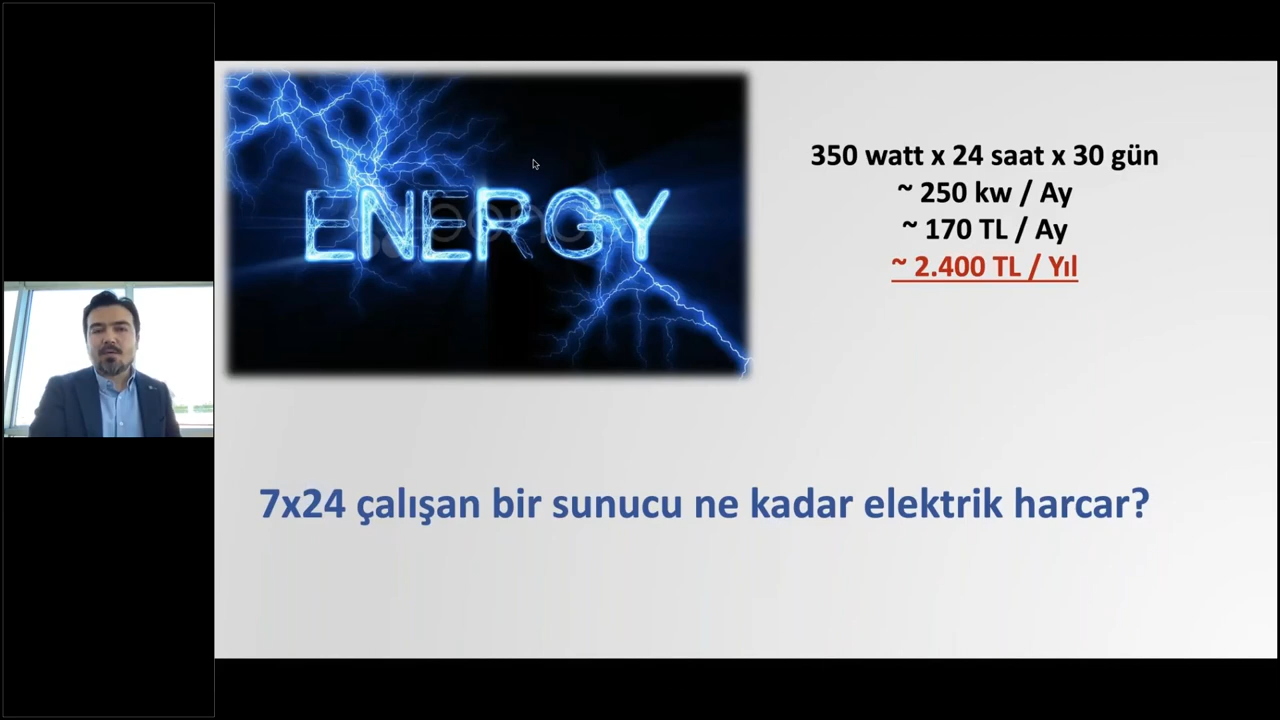 ENERGY
350 watt x 24 saat x 30 gün
~ 250 kw / Ay
~ 170 TL / Ay
~ 2.400 TL / Yıl
7x24 çalışan bir sunucu ne kadar elektrik harcar?